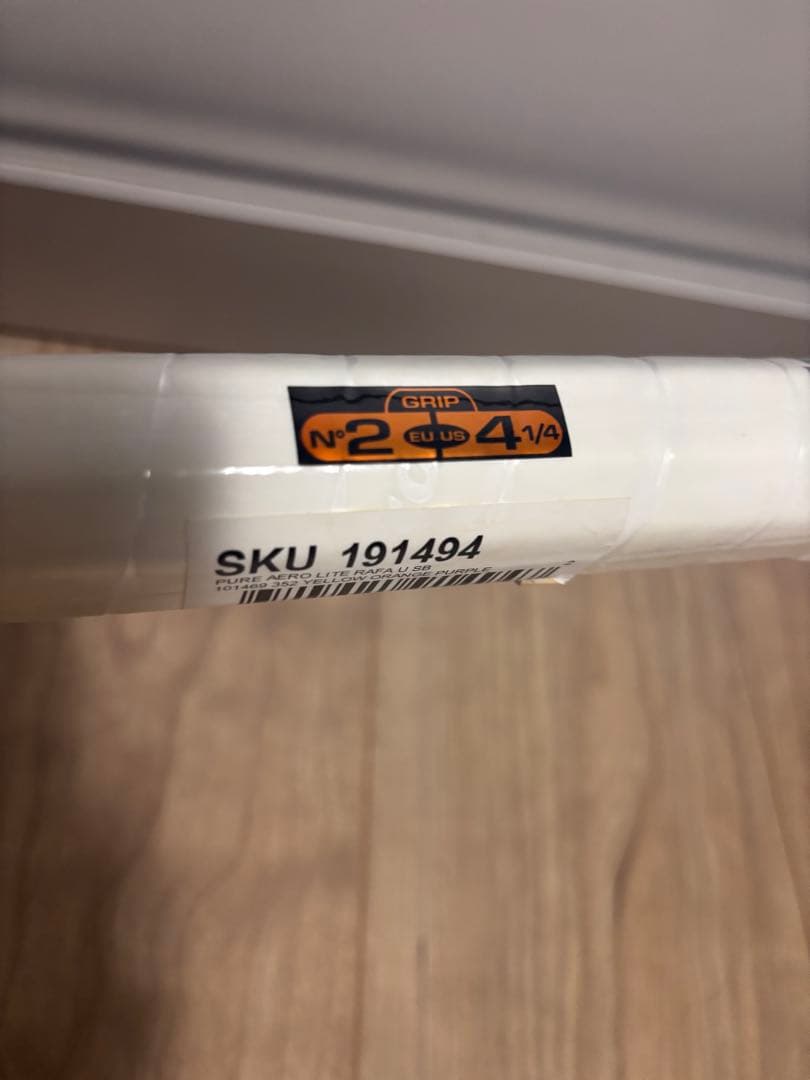 GRIP
N°2 EU US 4 1/4
SKU 191494
PURE AERO LITE RAFA U SB
101469 352 YELLOW ORANGE PURPLE
2